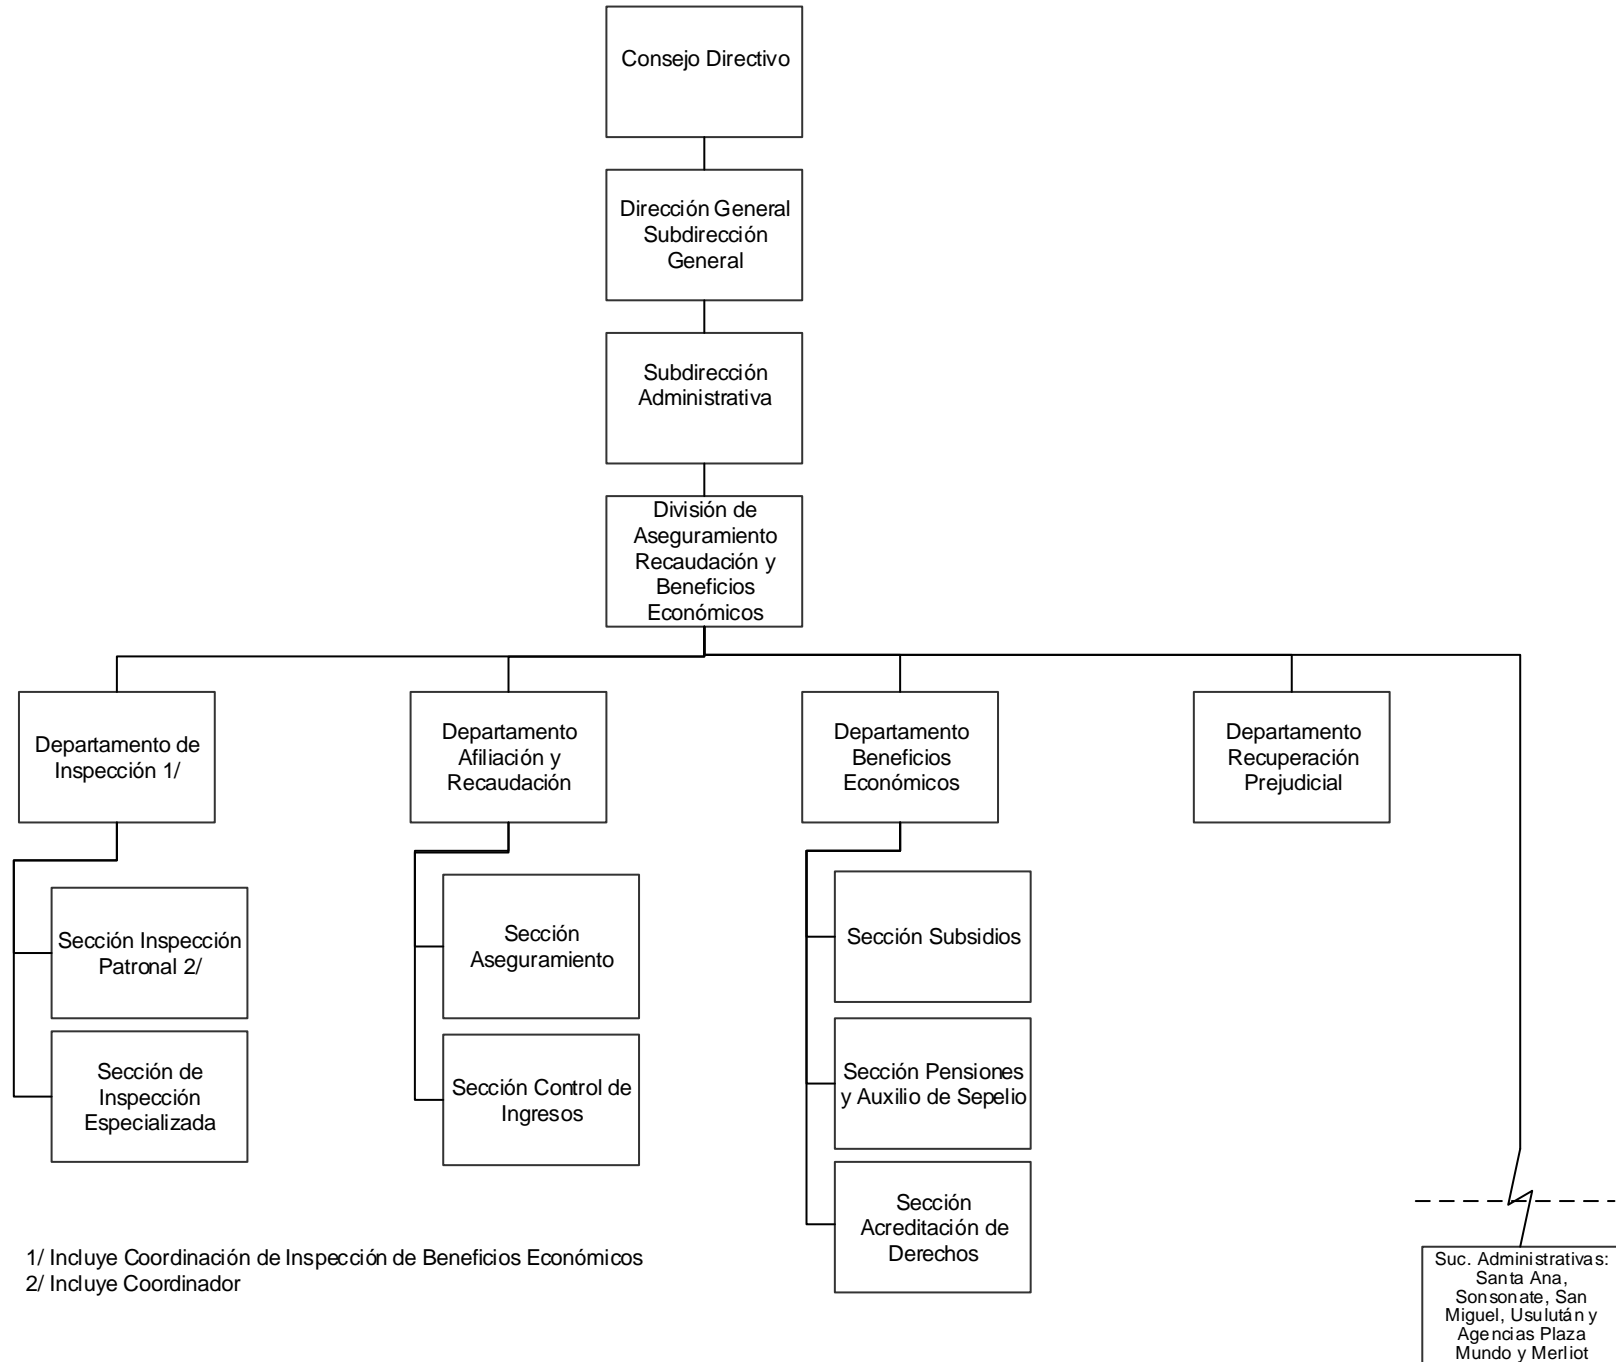 Consejo Directivo
Dirección General
Subdirección
General
Subdirección
Administrativa
División de
Aseguramiento
Recaudación y
Beneficios
Económicos
Departamento de
Inspección 1/
Departamento
Afiliación y
Recaudación
Departamento
Beneficios
Económicos
Departamento
Recuperación
Prejudicial
Sección Inspección
Patronal 2/
Sección de
Inspección
Especializada
Sección
Aseguramiento
Sección Control de
Ingresos
Sección Subsidios
Sección Pensiones
y Auxilio de Sepelio
Sección
Acreditación de
Derechos
Suc. Administrativas:
Santa Ana,
Sonsonate, San
Miguel, Usulután y
Agencias Plaza
Mundo y Merliot
1/ Incluye Coordinación de Inspección de Beneficios Económicos
2/ Incluye Coordinador